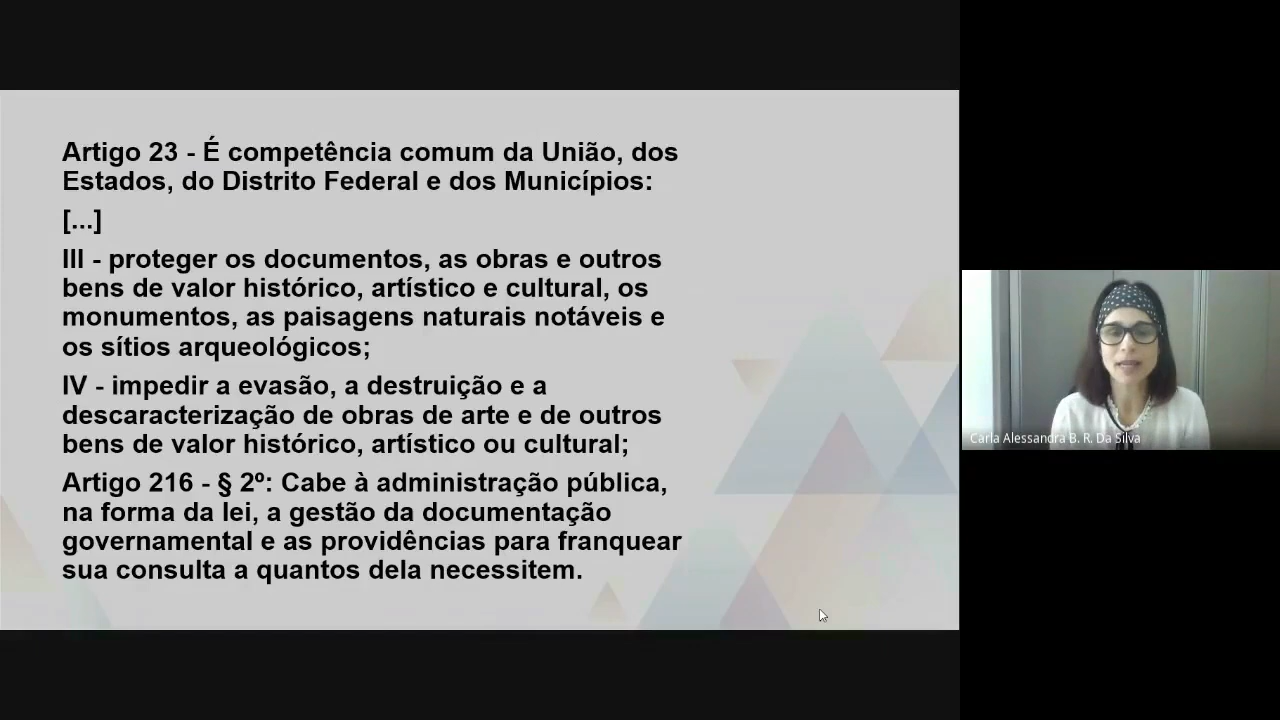 Artigo 23 - É competência comum da União, dos
Estados, do Distrito Federal e dos Municípios:
[...]
III - proteger os documentos, as obras e outros
bens de valor histórico, artístico e cultural, os
monumentos, as paisagens naturais notáveis e
os sítios arqueológicos;
IV - impedir a evasão, a destruição e a
descaracterização de obras de arte e de outros
bens de valor histórico, artístico ou cultural;
Artigo 216 - § 2º: Cabe à administração pública,
na forma da lei, a gestão da documentação
governamental e as providências para franquear
sua consulta a quantos dela necessitem.
Carla Alessandra B. R. Da Silva